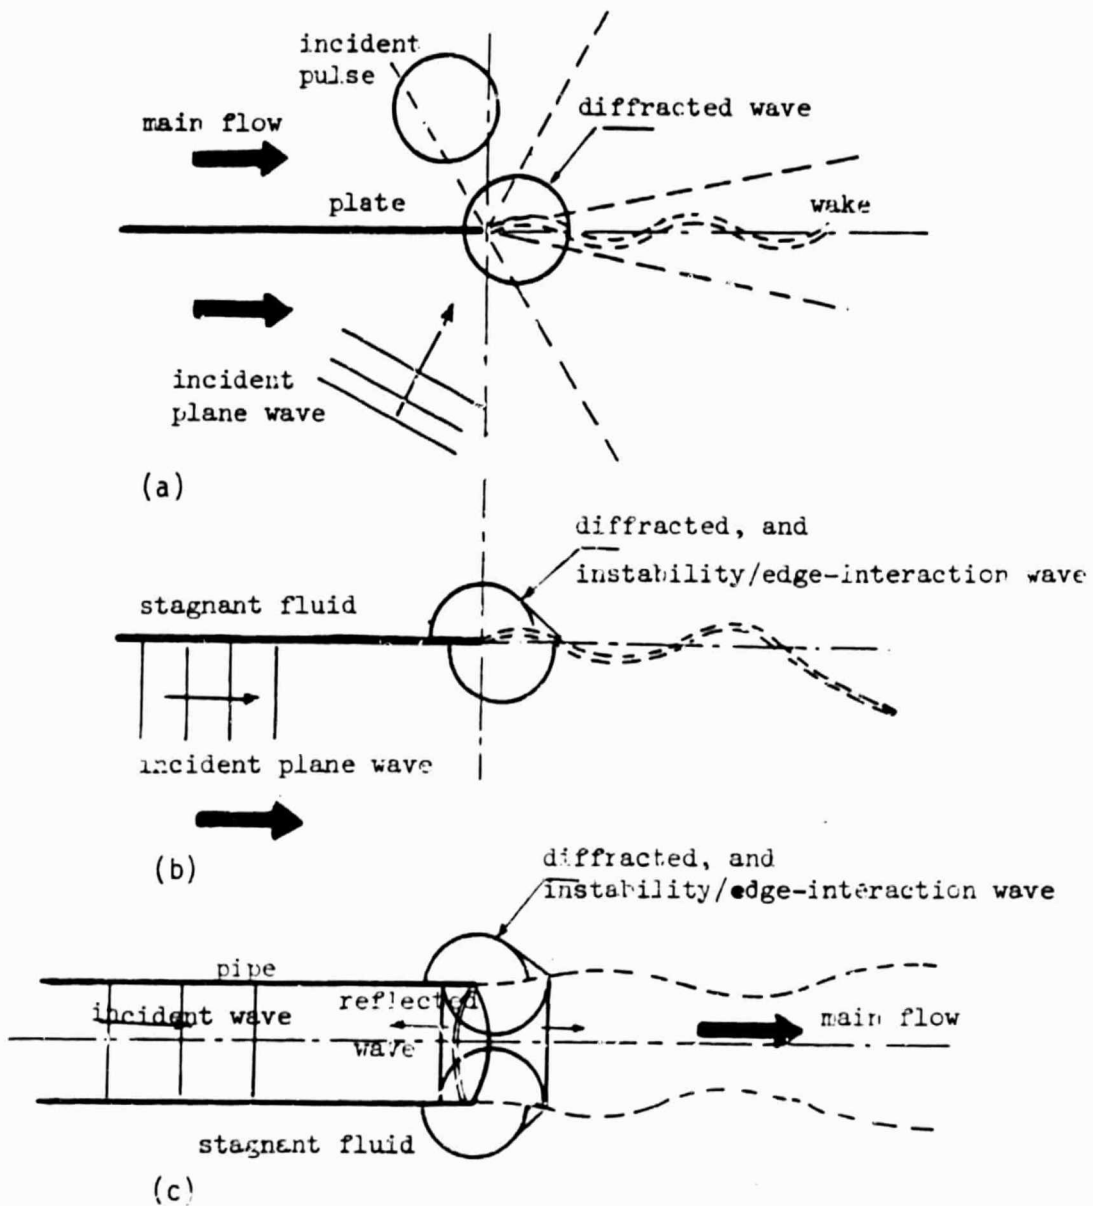 incident
pulse
diffracted wave
main flow
plate
wake
incident
plane wave
(a)
diffracted, and
instability/edge-interaction wave
stagnant fluid
incident plane wave
(b)
diffracted, and
instability/edge-interaction wave
pipe
reflected
incident wave
main flow
wave
stagnant fluid
(c)